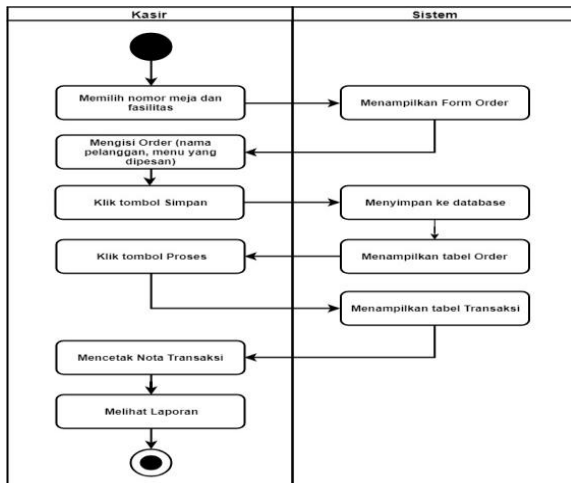 Kasir
Sistem
Memilih nomor meja dan
fasilitas
Menampilkan Form Order
Mengisi Order (nama
pelanggan, menu yang
dipesan)
Klik tombol Simpan
Menyimpan ke database
Klik tombol Proses
Menampilkan tabel Order
Menampilkan tabel Transaksi
Mencetak Nota Transaksi
Melihat Laporan